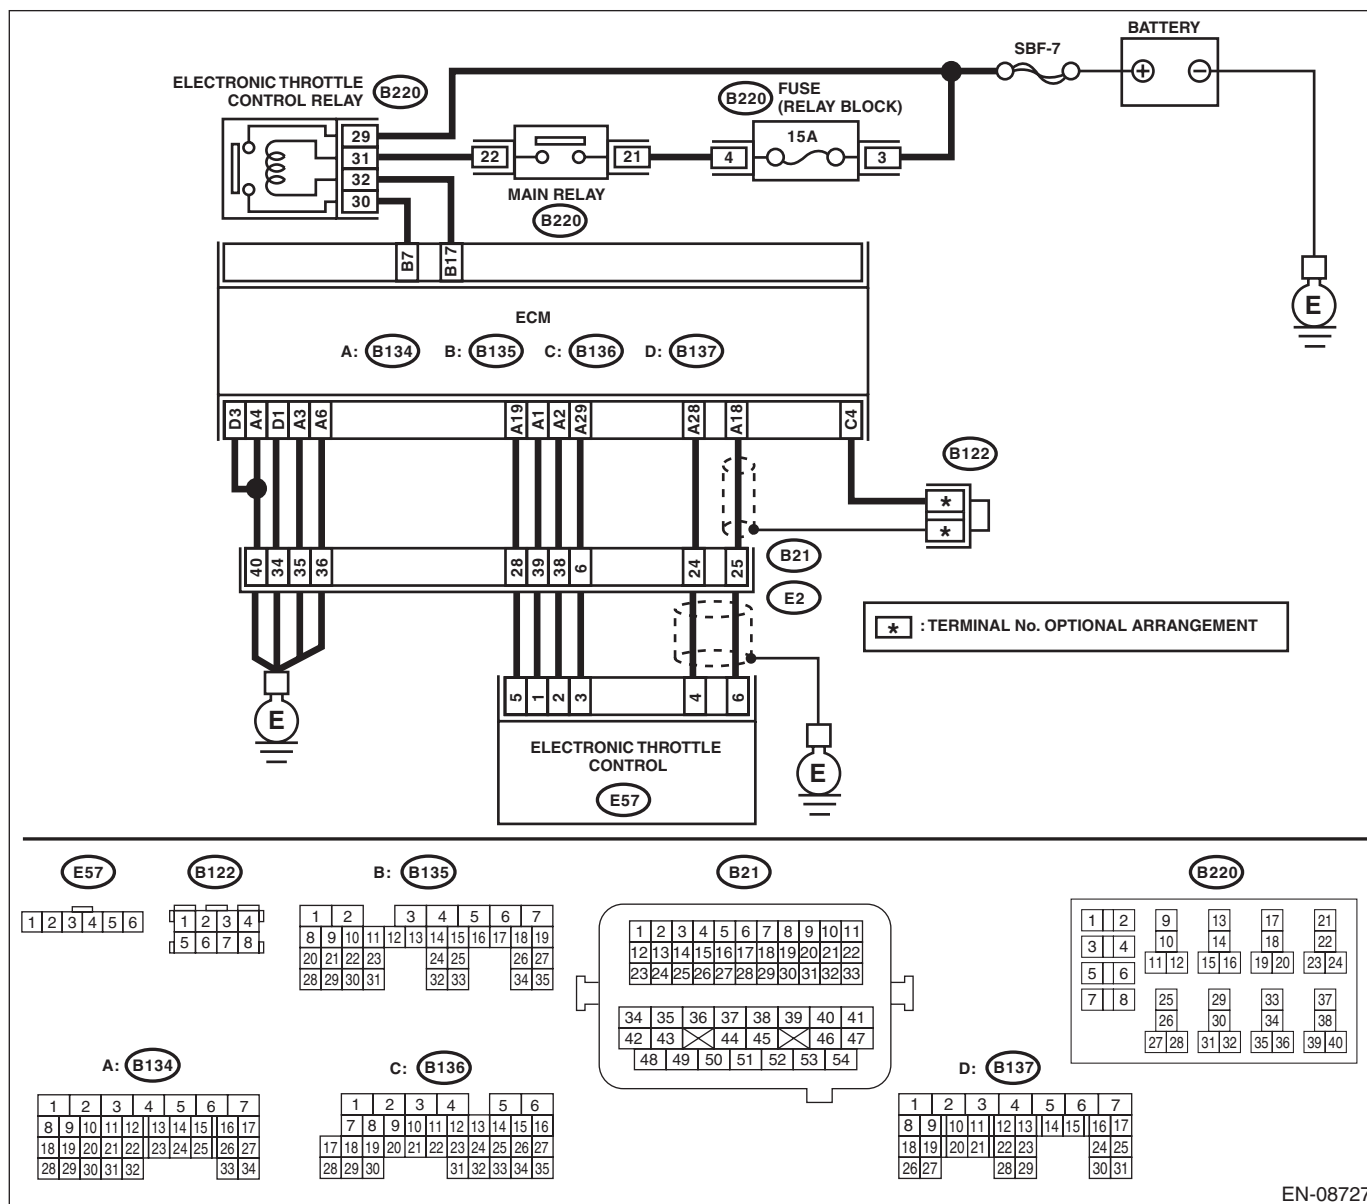 BATTERY
SBF-7
ELECTRONIC THROTTLE
CONTROL RELAY
B220
B220
FUSE
(RELAY BLOCK)
15A
29
31
32
30
22
21
4
3
MAIN RELAY
B220
E
B7
B17
ECM
A: B134 B: B135 C: B136 D: B137
D3 A4 D1 A3 A6 A19 A1 A2 A29 A28 A18 C4
B122
*
*
B21
40 34 35 36 28 39 38 6 24 25
E2
* : TERMINAL No. OPTIONAL ARRANGEMENT
5 1 2 3 4 6
E
ELECTRONIC THROTTLE
CONTROL
E57
E
E57
1 2 3 4 5 6
B122
1 2 3 4
5 6 7 8
B: B135
1 2 3 4 5 6 7
8 9 10 11 12 13 14 15 16 17 18 19
20 21 22 23 24 25 26 27
28 29 30 31 32 33 34 35
B21
1 2 3 4 5 6 7 8 9 10 11
12 13 14 15 16 17 18 19 20 21 22
23 24 25 26 27 28 29 30 31 32 33
34 35 36 37 38 39 40 41
42 43 44 45 46 47
48 49 50 51 52 53 54
B220
1 2 9 13 17 21
3 4 10 14 18 22
11 12 15 16 19 20 23 24
5 6
7 8 25 29 33 37
26 30 34 38
27 28 31 32 35 36 39 40
A: B134
1 2 3 4 5 6 7
8 9 10 11 12 13 14 15 16 17
18 19 20 21 22 23 24 25 26 27
28 29 30 31 32 33 34
C: B136
1 2 3 4 5 6
7 8 9 10 11 12 13 14 15 16
17 18 19 20 21 22 23 24 25 26 27
28 29 30 31 32 33 34 35
D: B137
1 2 3 4 5 6 7
8 9 10 11 12 13 14 15 16 17
18 19 20 21 22 23 24 25
26 27 28 29 30 31
EN-08727